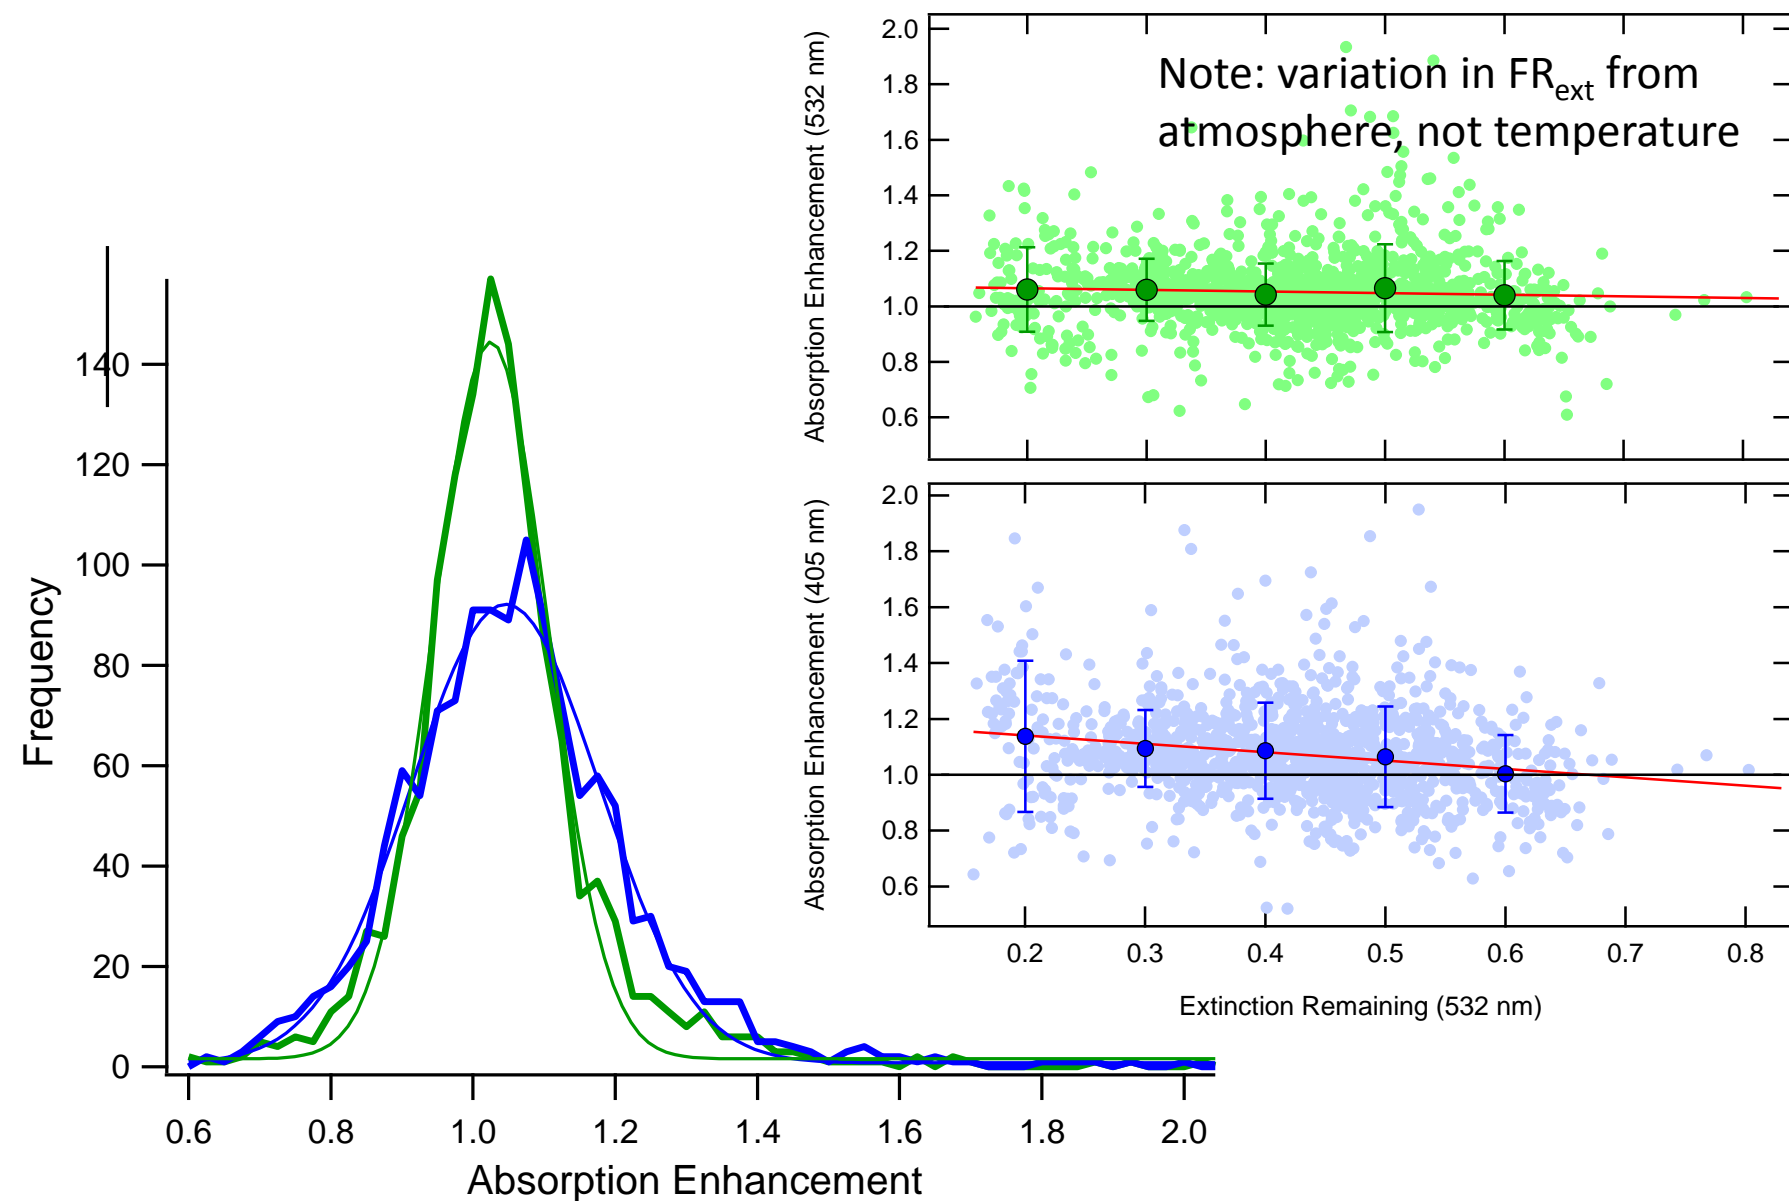 Frequency
140
120
100
80
60
40
20
0
0.6 0.8 1.0 1.2 1.4 1.6 1.8 2.0
Absorption Enhancement
Absorption Enhancement (532 nm)
2.0
1.8
1.6
1.4
1.2
1.0
0.8
0.6
Note: variation in FRext from
atmosphere, not temperature
Absorption Enhancement (405 nm)
2.0
1.8
1.6
1.4
1.2
1.0
0.8
0.6
0.2 0.3 0.4 0.5 0.6 0.7 0.8
Extinction Remaining (532 nm)